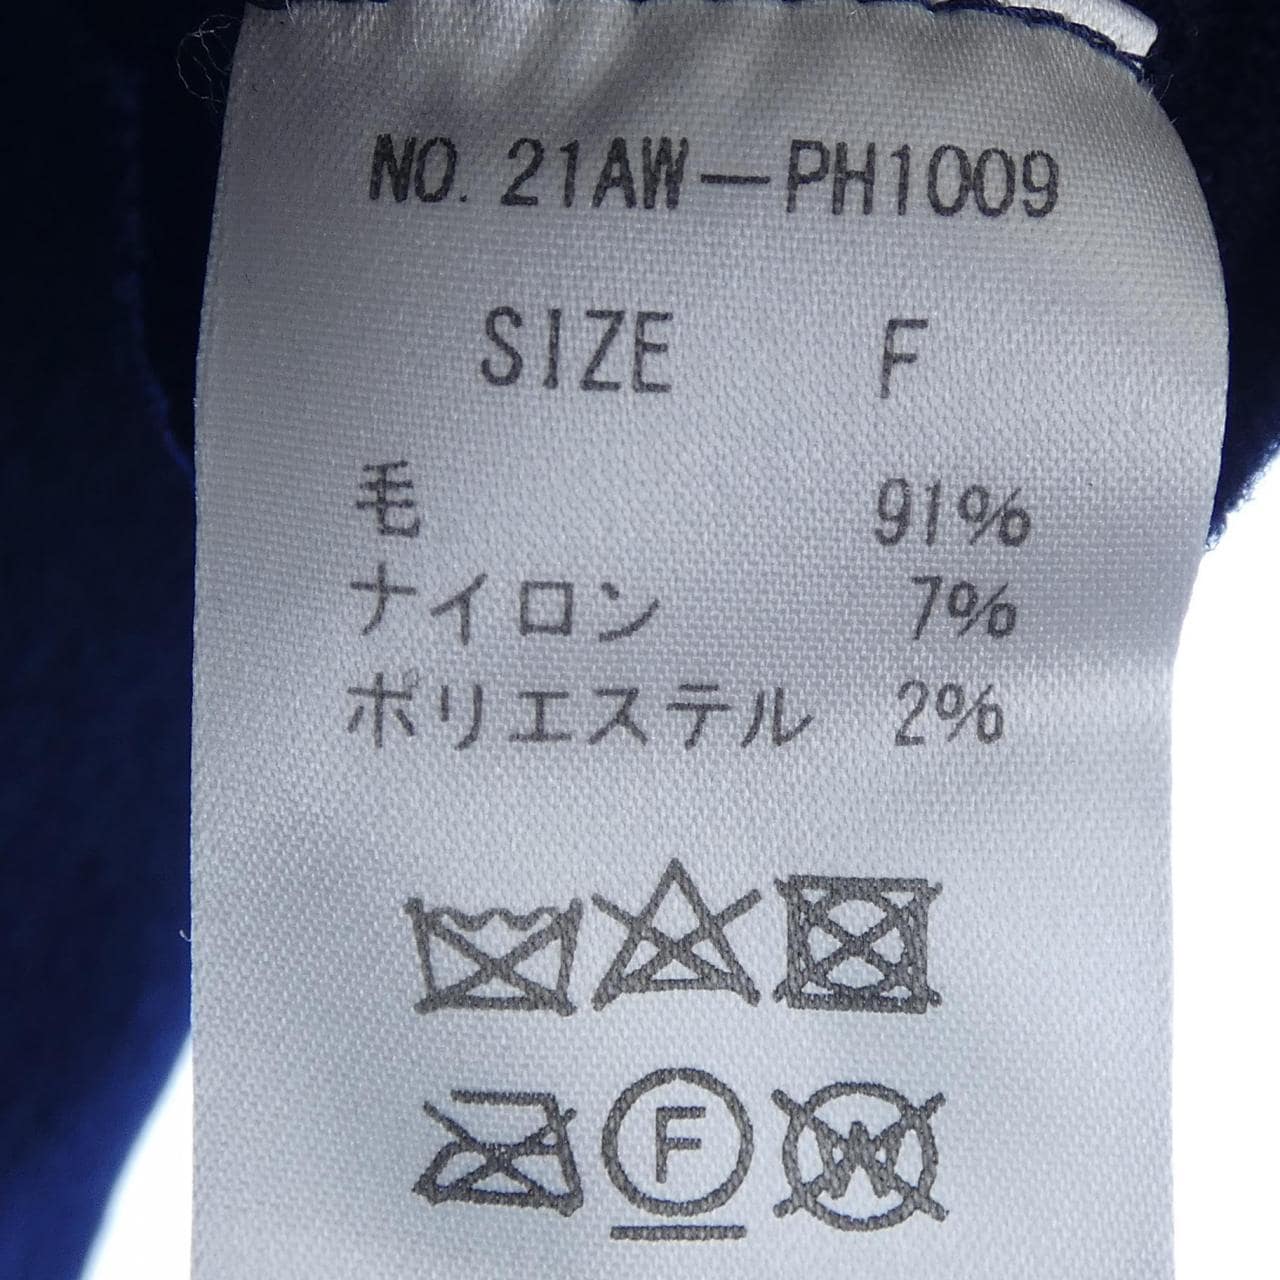 NO. 21AW-PH1009
SIZE F
毛 91%
ナイロン 7%
ポリエステル 2%
F
W